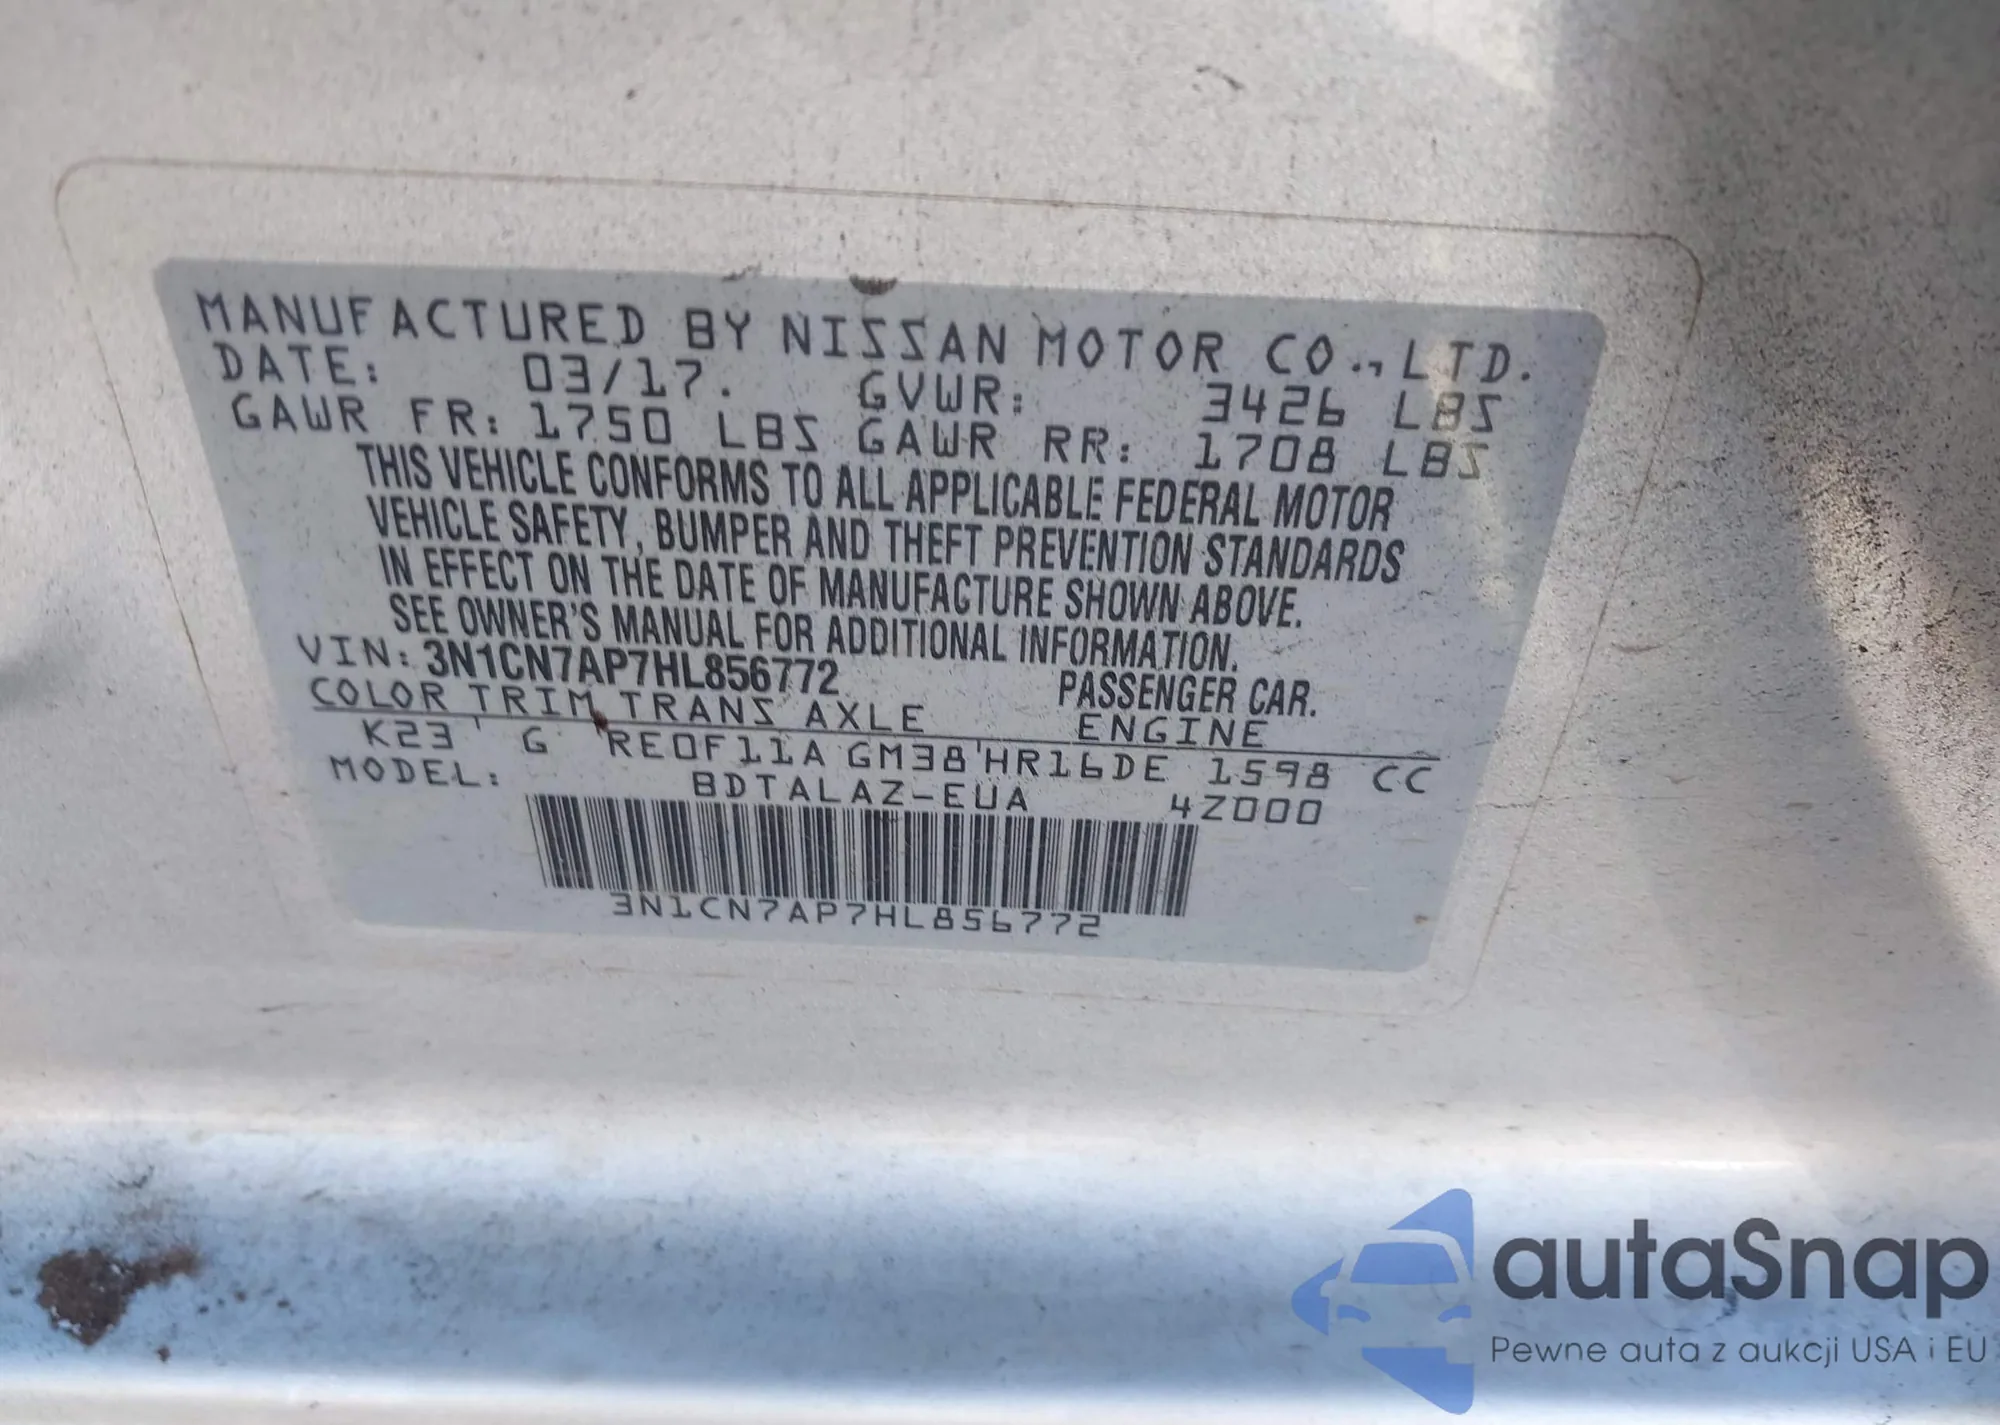 MANUFACTURED BY NISSAN MOTOR CO., LTD.
DATE: 03/17. GVWR: 3426 LBS
GAWR FR: 1750 LBS GAWR RR: 1708 LBS
THIS VEHICLE CONFORMS TO ALL APPLICABLE FEDERAL MOTOR
VEHICLE SAFETY, BUMPER AND THEFT PREVENTION STANDARDS
IN EFFECT ON THE DATE OF MANUFACTURE SHOWN ABOVE.
SEE OWNER'S MANUAL FOR ADDITIONAL INFORMATION.
VIN: 3N1CN7AP7HL856772 PASSENGER CAR.
COLOR TRIM TRANS AXLE ENGINE
K23 G RE0F11A GM38 HR16DE 1598 CC
MODEL: BDTALAZ-EUA 4Z000
3N1CN7AP7HL856772
autaSnap
Pewne auta z aukcji USA i EU